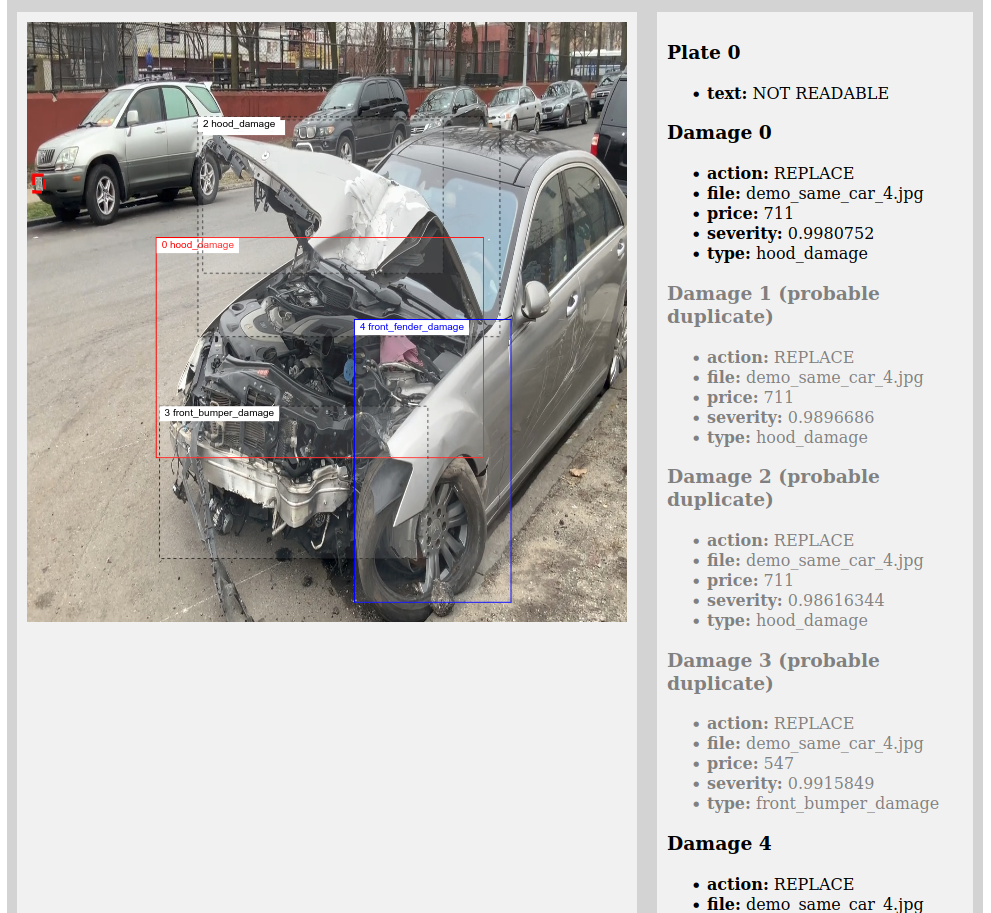 2 hood_damage
0 hood_damage
4 front_fender_damage
3 front_bumper_damage
Plate 0
• text: NOT READABLE
Damage 0
• action: REPLACE
• file: demo_same_car_4.jpg
• price: 711
• severity: 0.9980752
• type: hood_damage
Damage 1 (probable
duplicate)
• action: REPLACE
• file: demo_same_car_4.jpg
• price: 711
• severity: 0.9896686
• type: hood_damage
Damage 2 (probable
duplicate)
• action: REPLACE
• file: demo_same_car_4.jpg
• price: 711
• severity: 0.98616344
• type: hood_damage
Damage 3 (probable
duplicate)
• action: REPLACE
• file: demo_same_car_4.jpg
• price: 547
• severity: 0.9915849
• type: front_bumper_damage
Damage 4
• action: REPLACE
• file: demo_same_car_4.jpg